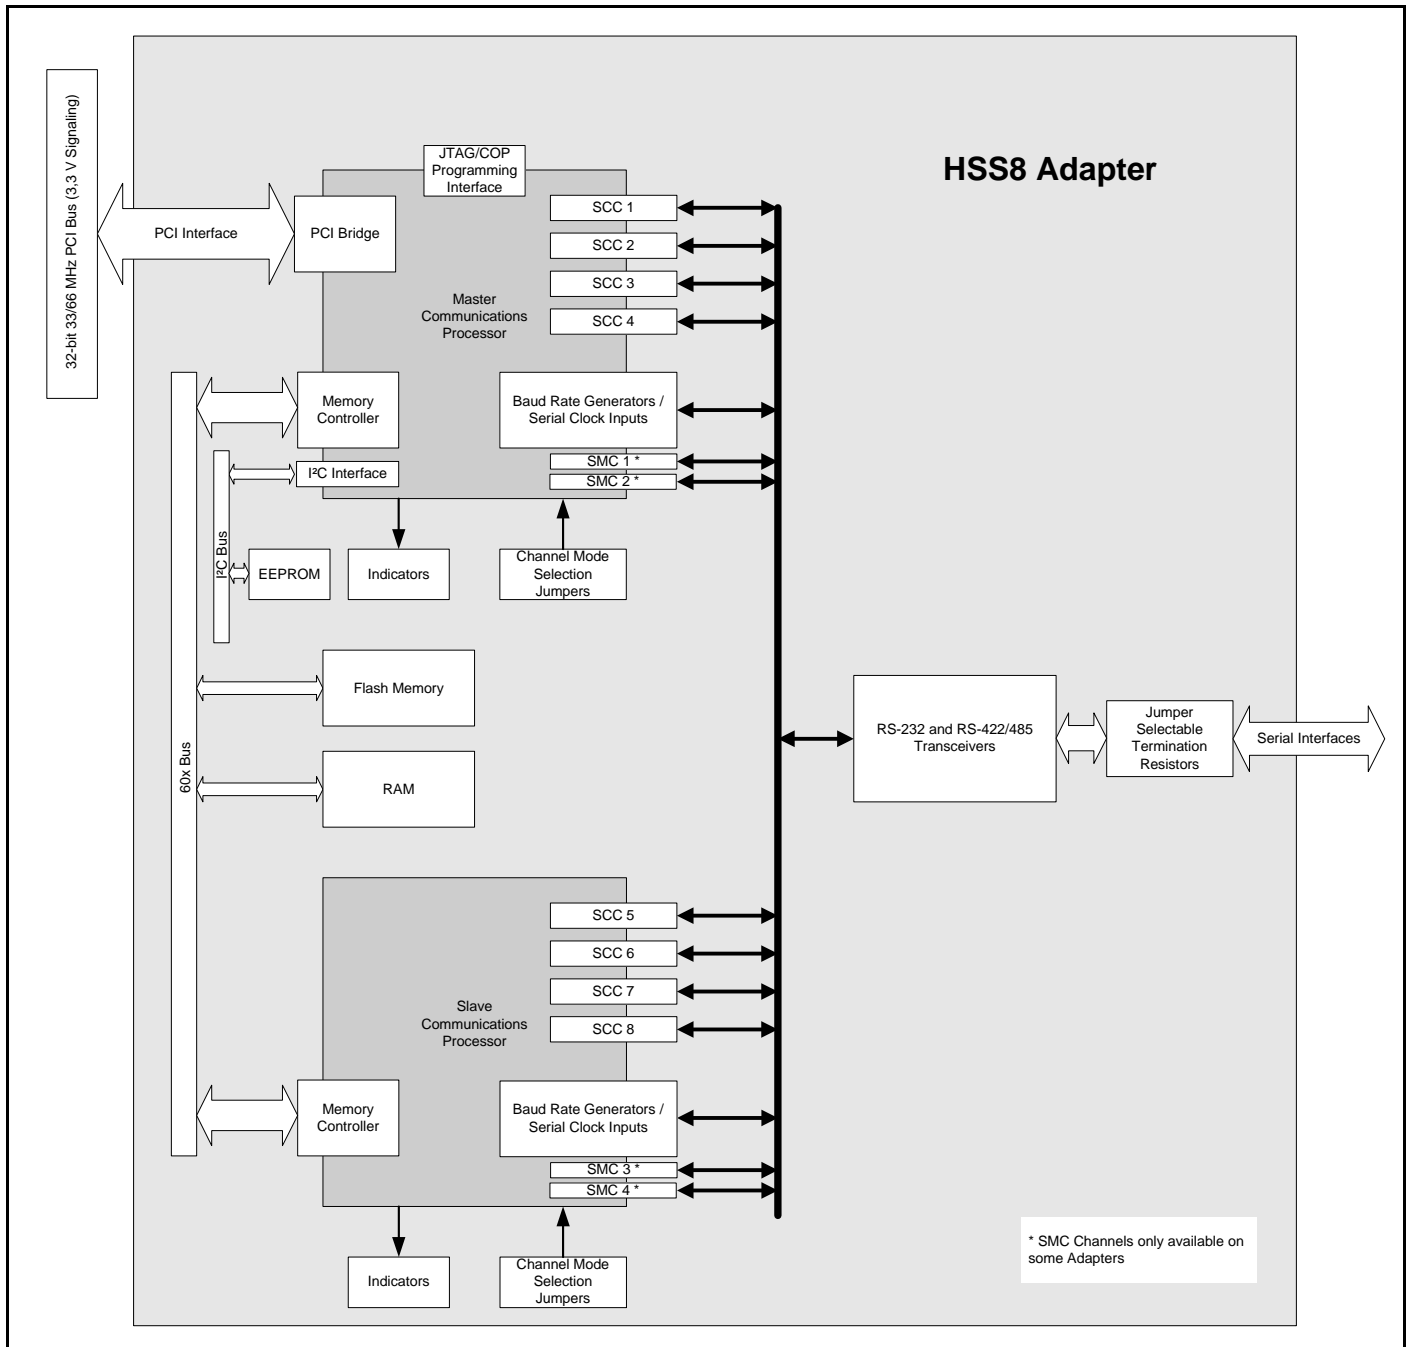 HSS8 Adapter
32-bit 33/66 MHz PCI Bus (3,3 V Signaling)
PCI Interface
PCI Bridge
JTAG/COP
Programming
Interface
Master
Communications
Processor
SCC 1
SCC 2
SCC 3
SCC 4
Memory
Controller
Baud Rate Generators /
Serial Clock Inputs
I²C Interface
SMC 1 *
SMC 2 *
I²C Bus
EEPROM
Indicators
Channel Mode
Selection
Jumpers
60x Bus
Flash Memory
RAM
RS-232 and RS-422/485
Transceivers
Jumper
Selectable
Termination
Resistors
Serial Interfaces
Slave
Communications
Processor
SCC 5
SCC 6
SCC 7
SCC 8
Memory
Controller
Baud Rate Generators /
Serial Clock Inputs
SMC 3 *
SMC 4 *
Indicators
Channel Mode
Selection
Jumpers
* SMC Channels only available on
some Adapters